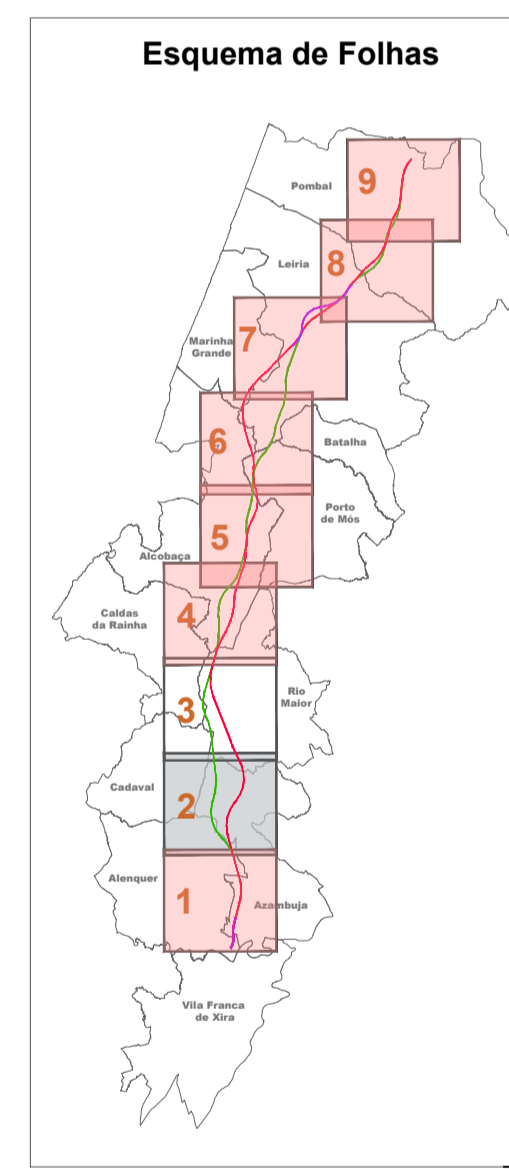 Esquema de Folhas
9
Pombal
8
Leiria
7
Marinha
Grande
6
Batalha
Porto
de Mós
5
Alcobaça
4
Caldas
da Rainha
Rio
Maior
3
Cadaval
2
Alenquer
1
Azambuja
Vila Franca
de Xira